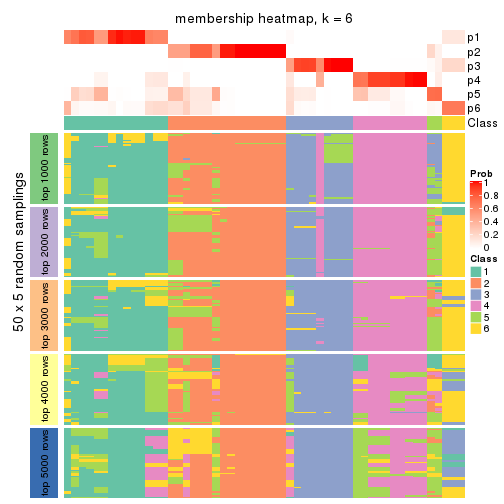 membership heatmap, k = 6
p1
p2
p3
p4
p5
p6
Class
50 x 5 random samplings
top 1000 rows
top 2000 rows
top 3000 rows
top 4000 rows
top 5000 rows
Prob
1
0.8
0.6
0.4
0.2
0
Class
1
2
3
4
5
6